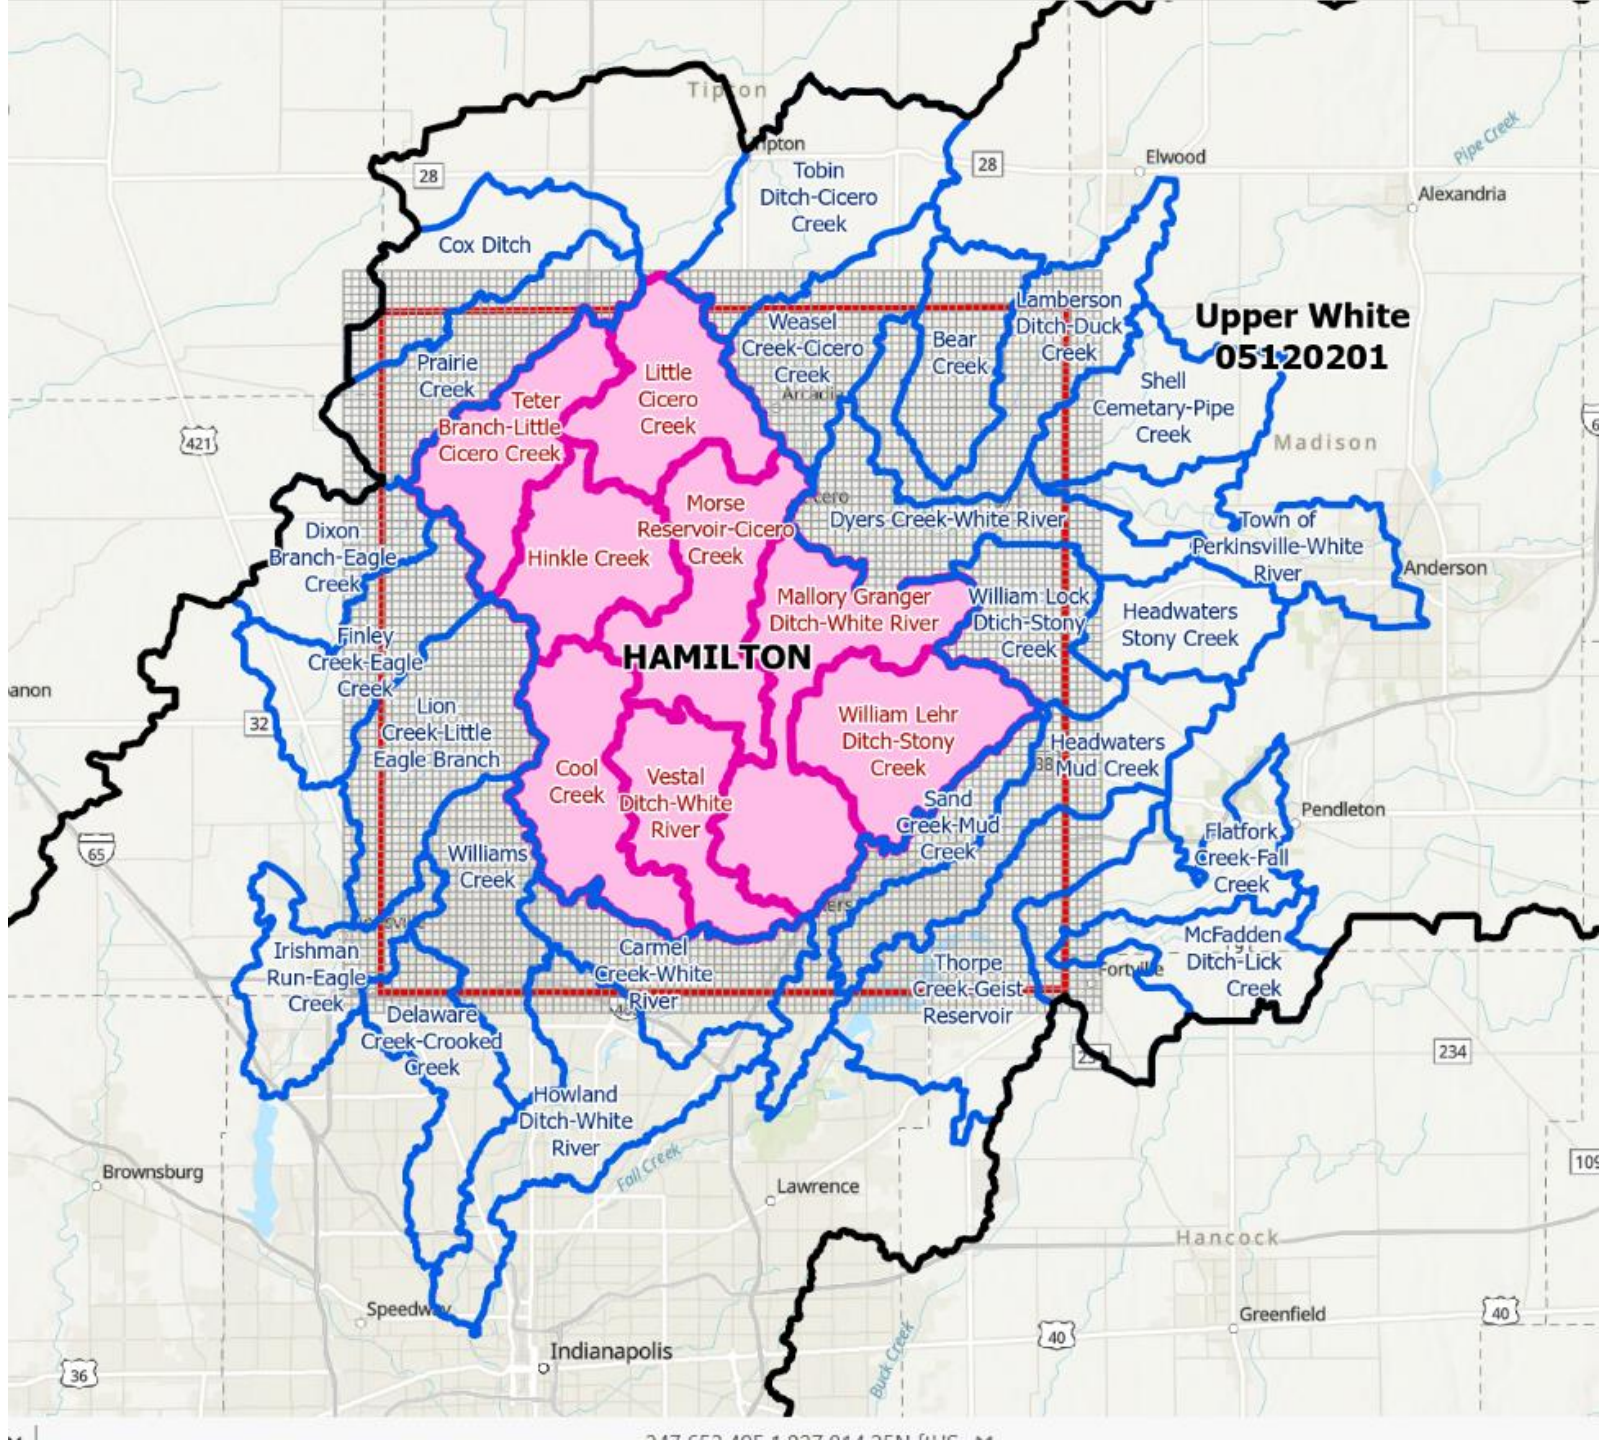 Tipton
28
28
Elwood
Pipe Creek
Alexandria
Tobin
Ditch-Cicero
Creek
Cox Ditch
Lamberson
Ditch-Duck
Creek
Upper White
05120201
Weasel
Creek-Cicero
Creek
Bear
Creek
Prairie
Creek
Little
Cicero
Creek
Shell
Cemetary-Pipe
Creek
Teter
Branch-Little
Cicero Creek
421
Madison
Morse
Reservoir-Cicero
Creek
Dyers Creek-White River
Town of
Perkinsville-White
River
Dixon
Branch-Eagle
Creek
Hinkle Creek
Anderson
Mallory Granger
Ditch-White River
William Lock
Dtich-Stony
Creek
Headwaters
Stony Creek
Finley
Creek-Eagle
Creek
HAMILTON
anon
32
Lion
Creek-Little
Eagle Branch
William Lehr
Ditch-Stony
Creek
Headwaters
Mud Creek
Cool
Creek
Vestal
Ditch-White
River
Sand
Creek-Mud
Creek
Pendleton
Flatfork
Creek-Fall
Creek
65
Williams
Creek
Irishman
Run-Eagle
Creek
Carmel
Creek-White
River
Thorpe
Creek-Geist
Reservoir
McFadden
Ditch-Lick
Creek
Fortville
Delaware
Creek-Crooked
Creek
234
Howland
Ditch-White
River
Fall Creek
Brownsburg
Lawrence
109
Hancock
Speedway
Greenfield
40
40
Indianapolis
Buck Creek
36